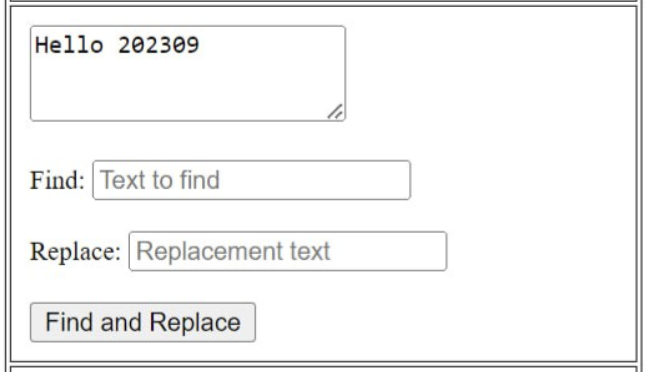 Hello 202309
Find: Text to find
Replace: Replacement text
Find and Replace